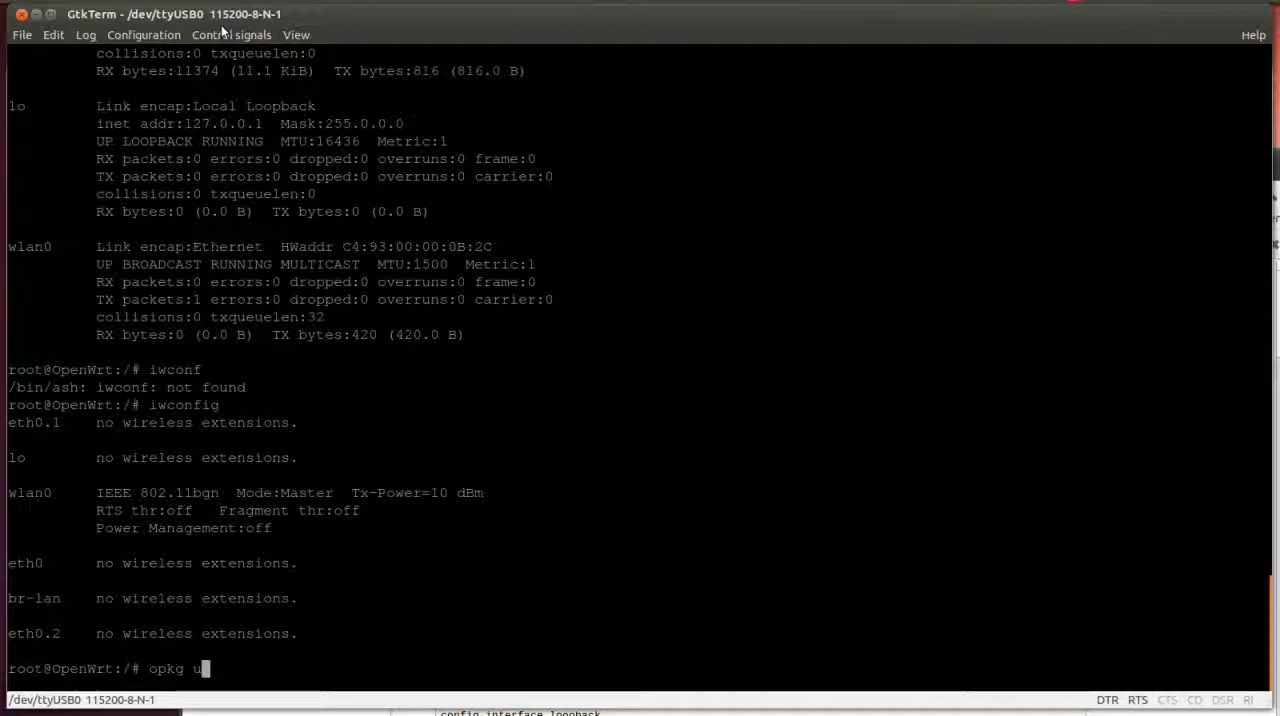 GtkTerm - /dev/ttyUSB0  115200-8-N-1
File Edit Log Configuration Control signals View Help
collisions:0 txqueuelen:0
RX bytes:11374 (11.1 KiB)  TX bytes:816 (816.0 B)
lo        Link encap:Local Loopback
inet addr:127.0.0.1  Mask:255.0.0.0
UP LOOPBACK RUNNING  MTU:16436  Metric:1
RX packets:0 errors:0 dropped:0 overruns:0 frame:0
TX packets:0 errors:0 dropped:0 overruns:0 carrier:0
collisions:0 txqueuelen:0
RX bytes:0 (0.0 B)  TX bytes:0 (0.0 B)
wlan0     Link encap:Ethernet  HWaddr C4:93:00:00:0B:2C
UP BROADCAST RUNNING MULTICAST  MTU:1500  Metric:1
RX packets:0 errors:0 dropped:0 overruns:0 frame:0
TX packets:1 errors:0 dropped:0 overruns:0 carrier:0
collisions:0 txqueuelen:32
RX bytes:0 (0.0 B)  TX bytes:420 (420.0 B)
root@OpenWrt:/# iwconf
/bin/ash: iwconf: not found
root@OpenWrt:/# iwconfig
eth0.1    no wireless extensions.
lo        no wireless extensions.
wlan0     IEEE 802.11bgn  Mode:Master  Tx-Power=10 dBm
RTS thr:off   Fragment thr:off
Power Management:off
eth0      no wireless extensions.
br-lan    no wireless extensions.
eth0.2    no wireless extensions.
root@OpenWrt:/# opkg u
/dev/ttyUSB0  115200-8-N-1 DTR RTS CTS CD DSR RI
config interface loopback